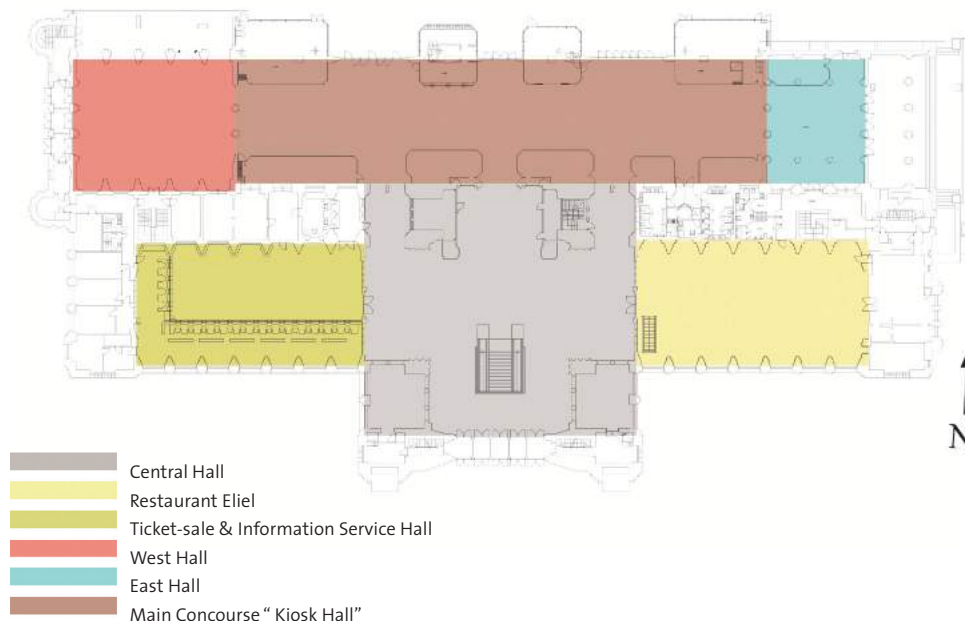 N
Central Hall
Restaurant Eliel
Ticket-sale & Information Service Hall
West Hall
East Hall
Main Concourse “ Kiosk Hall”